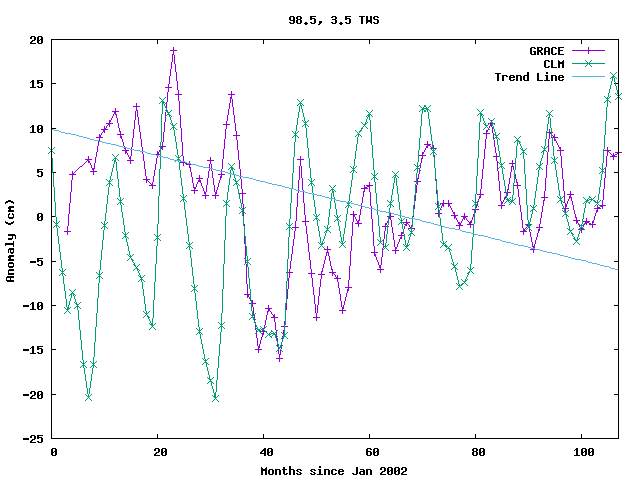 98.5, 3.5 TWS
GRACE
CLM
Trend Line
20
15
10
5
0
-5
-10
-15
-20
-25
Anomaly (cm)
0 20 40 60 80 100
Months since Jan 2002